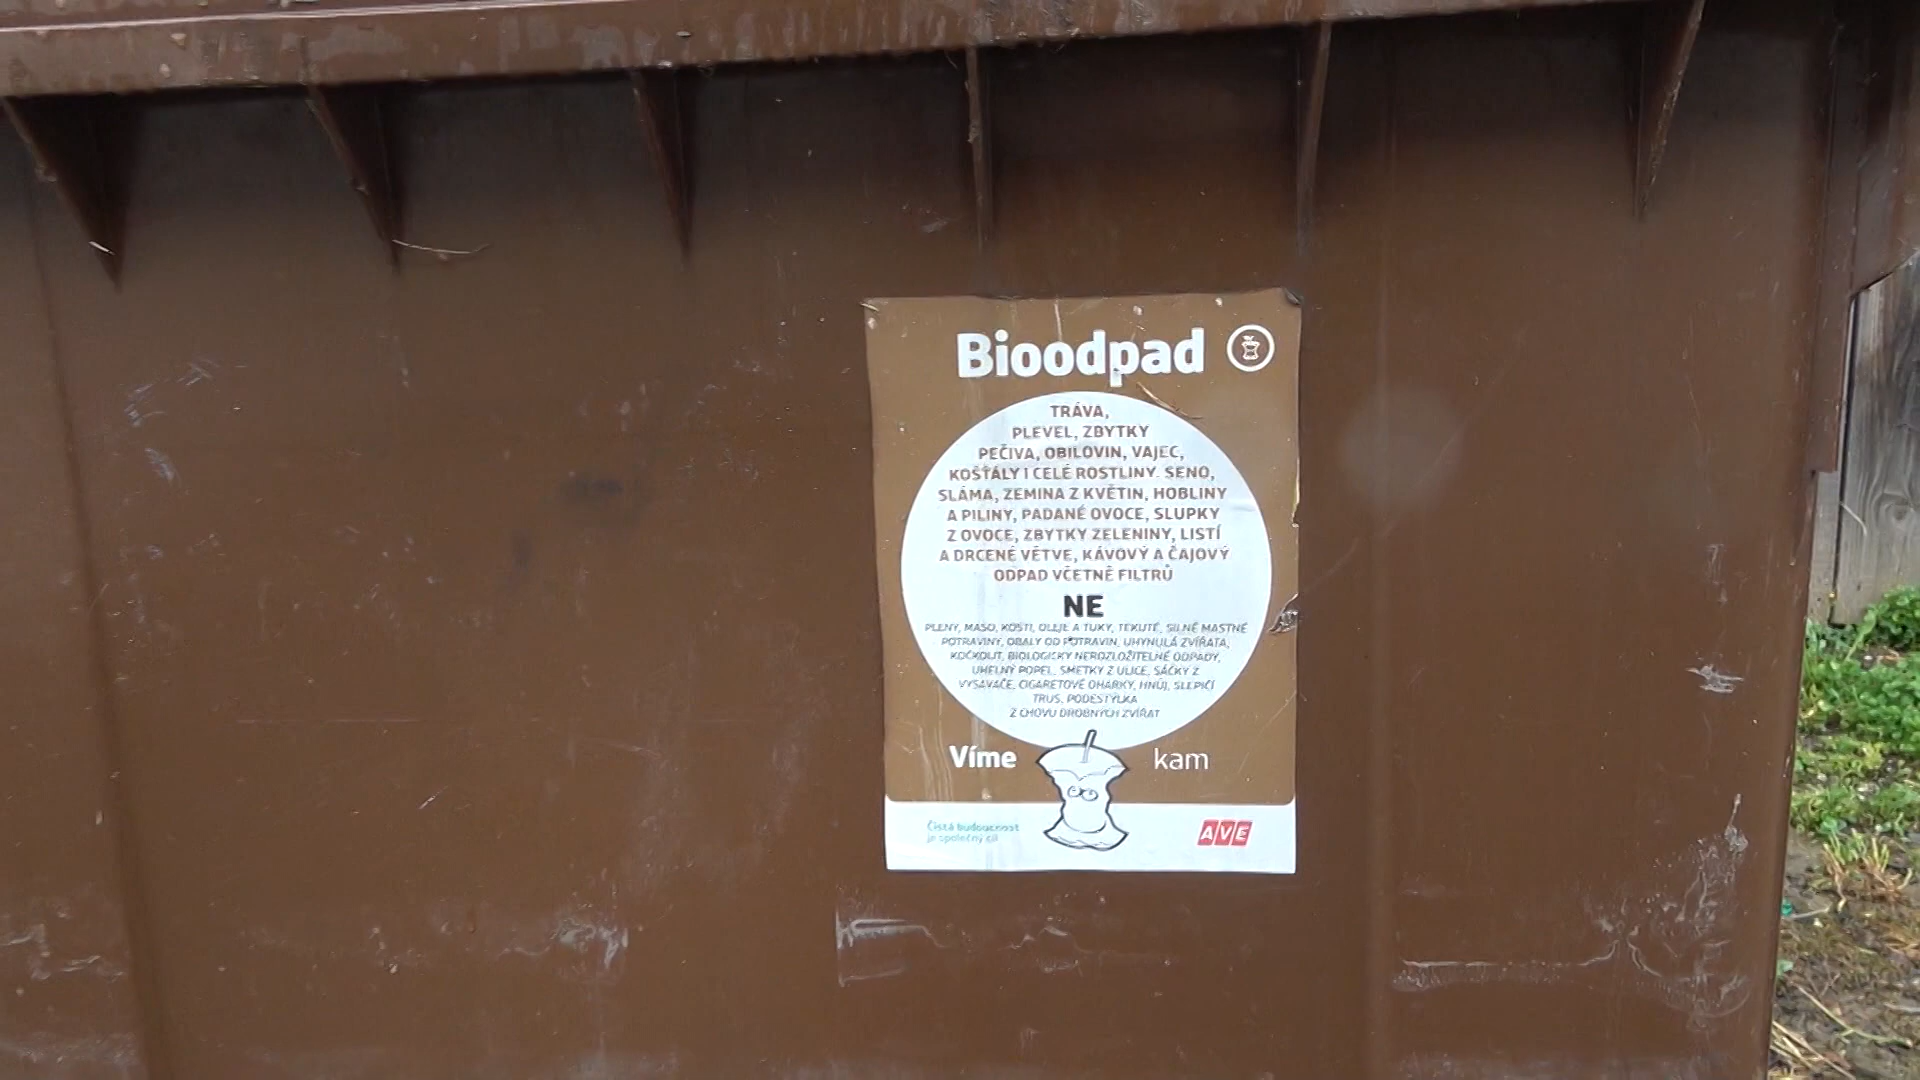 Bioodpad
TRÁVA,
PLEVEL, ZBYTKY
PEČIVA, OBILOVIN, VAJEC,
KOŠŤÁLY I CELÉ ROSTLINY. SENO,
SLÁMA, ZEMINA Z KVĚTIN, HOBLINY
A PILINY, PADANÉ OVOCE, SLUPKY
Z OVOCE, ZBYTKY ZELENINY, LISTÍ
A DRCENÉ VĚTVE, KÁVOVÝ A ČAJOVÝ
ODPAD VČETNĚ FILTRŮ
NE
PLENY, MASO, KOSTI, OLEJE A TUKY, TEKUTÉ, SILNĚ MASTNÉ
POTRAVINY, OBALY OD POTRAVIN, UHYNULÁ ZVÍŘATA,
KOČKOLIT, BIOLOGICKY NEROZLOŽITELNÉ ODPADY,
UHELNÝ POPEL, SMETKY Z ULICE, SÁČKY Z
VYSAVAČE, CIGARETOVÉ OHARKY, HNŮJ, SLEPIČÍ
TRUS, PODESTÝLKA
Z CHOVU DROBNÝCH ZVÍŘAT
Víme kam
Čistá budoucnost
je společný cíl
AVE